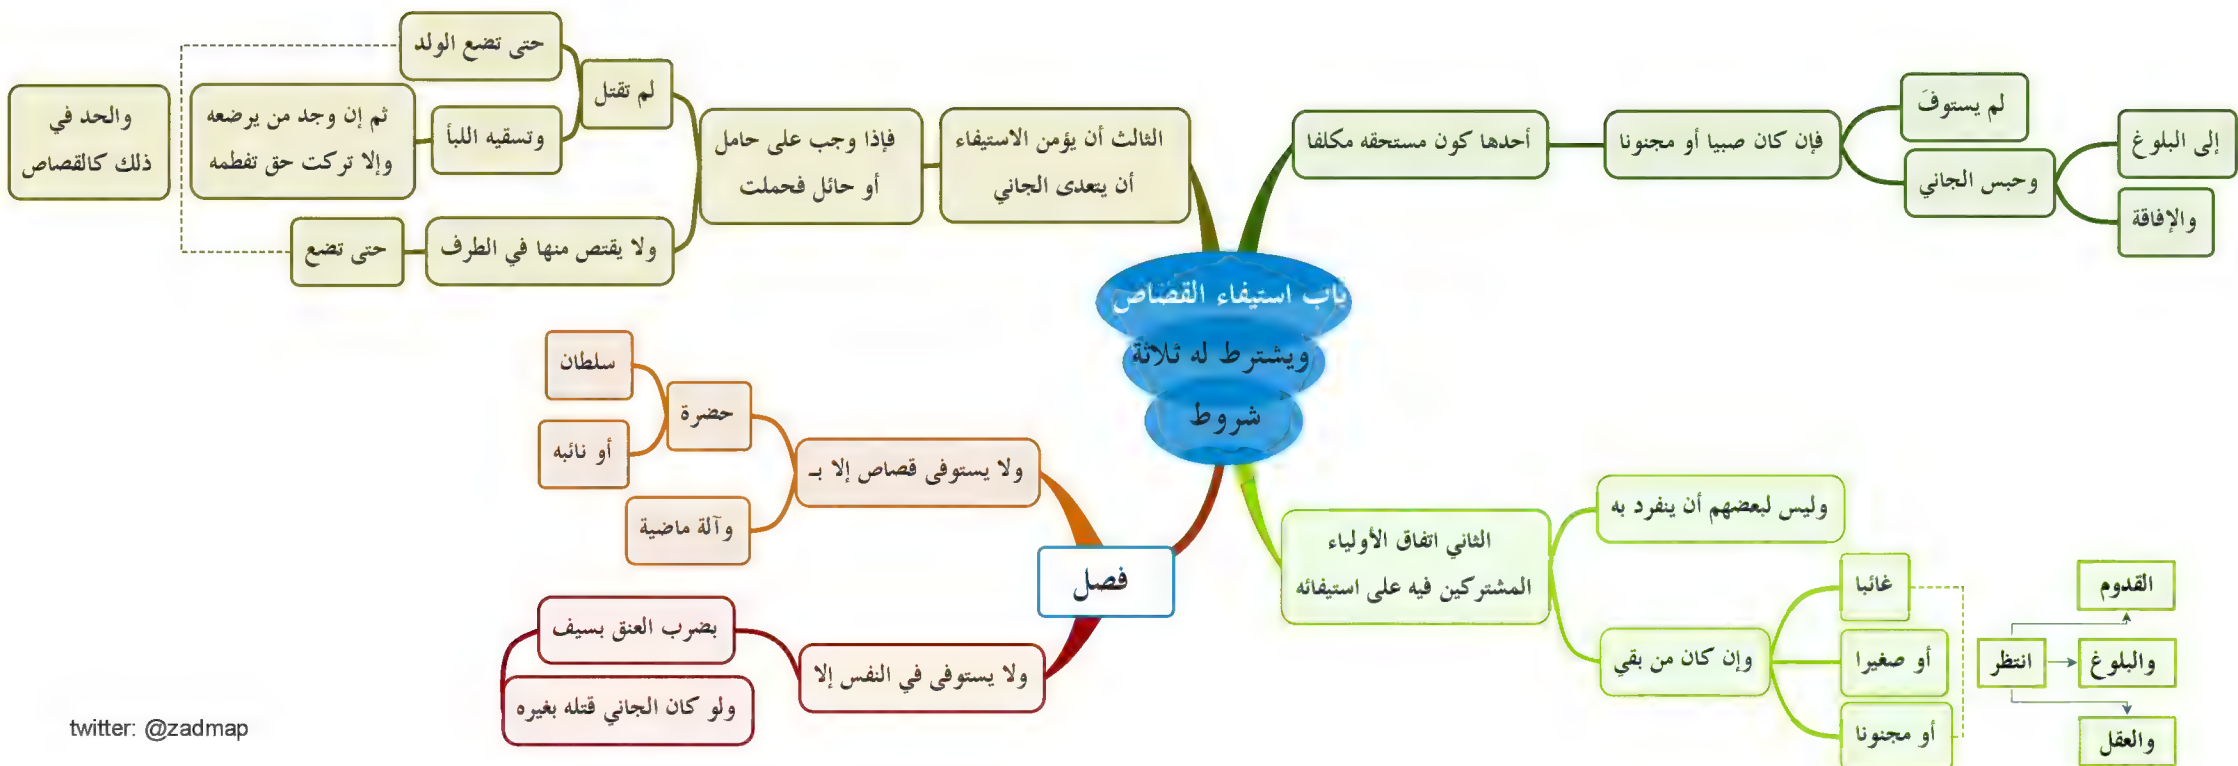 باب استيفاء القصاص
ويشترط له ثلاثة
شروط
أحدها كون مستحقه مكلفا
فإن كان صبيا أو مجنونا
لم يستوفَ
وحبس الجاني
إلى البلوغ
والإفاقة
الثاني اتفاق الأولياء
المشتركين فيه على استيفائه
وليس لبعضهم أن ينفرد به
وإن كان من بقي
غائبا
أو صغيرا
أو مجنونا
انتظر
القدوم
والبلوغ
والعقل
الثالث أن يؤمن الاستيفاء
أن يتعدى الجاني
فإذا وجب على حامل
أو حائل فحملت
لم تقتل
حتى تضع الولد
وتسقيه اللبأ
ثم إن وجد من يرضعه
وإلا تركت حق تفطمه
ولا يقتص منها في الطرف
حتى تضع
والحد في
ذلك كالقصاص
فصل
ولا يستوفى قصاص إلا بـ
حضرة
سلطان
أو نائبه
وآلة ماضية
ولا يستوفى في النفس إلا
بضرب العنق بسيف
ولو كان الجاني قتله بغيره
twitter: @zadmap